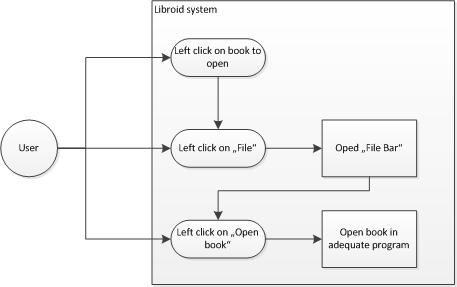 Libroid system
Left click on book to
open
User
Left click on „File“
Oped „File Bar“
Left click on „Open
book“
Open book in
adequate program